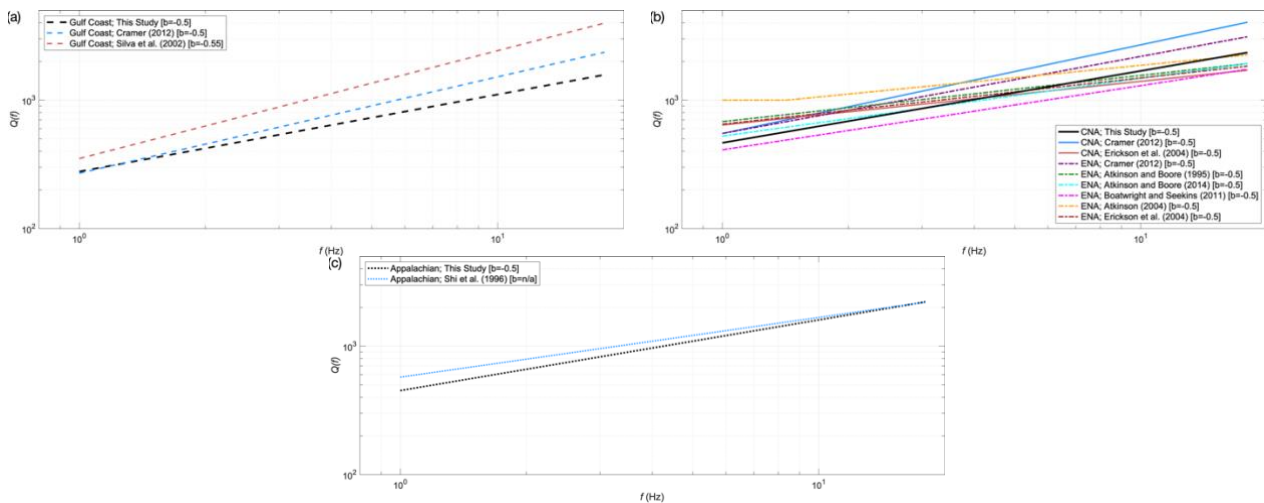 (a)
Gulf Coast; This Study [b=-0.5]
Gulf Coast; Cramer (2012) [b=-0.5]
Gulf Coast; Silva et al. (2002) [b=-0.55]
10³
Q(f)
10²
10⁰
10¹
f (Hz)
(b)
10³
Q(f)
CNA; This Study [b=-0.5]
CNA; Cramer (2012) [b=-0.5]
CNA; Erickson et al. (2004) [b=-0.5]
ENA; Cramer (2012) [b=-0.5]
ENA; Atkinson and Boore (1995) [b=-0.5]
ENA; Atkinson and Boore (2014) [b=-0.5]
ENA; Boatwright and Seekins (2011) [b=-0.5]
ENA; Atkinson (2004) [b=-0.5]
ENA; Erickson et al. (2004) [b=-0.5]
10²
10⁰
10¹
f (Hz)
(c)
Appalachian; This Study [b=-0.5]
Appalachian; Shi et al. (1996) [b=n/a]
10³
Q(f)
10²
10⁰
10¹
f (Hz)